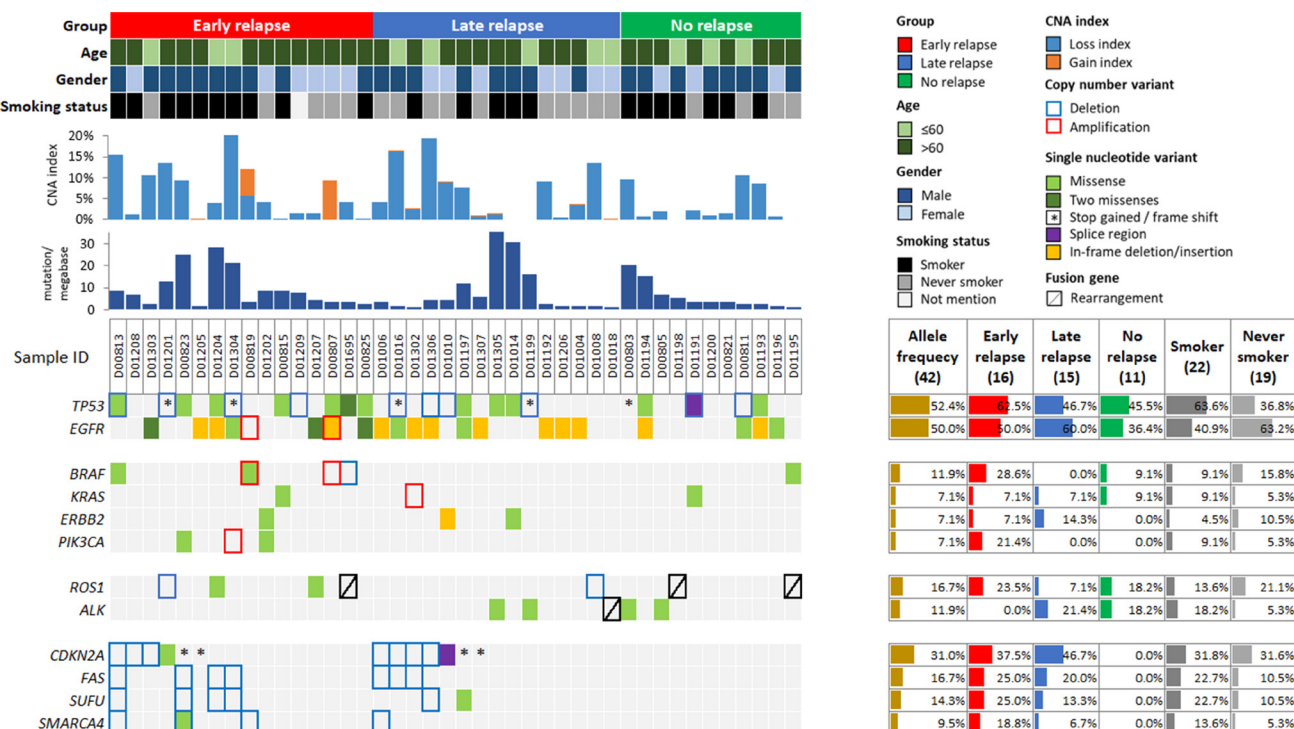 Group Early relapse Late relapse No relapse
Age
Gender
Smoking status
CNA index
20%
15%
10%
5%
0%
mutation/
megabase
30
20
10
0
Sample ID D00813 D01208 D01303 D01201 D00823 D01205 D01204 D01304 D00819 D01202 D00815 D01209 D01207 D00807 D01695 D00825 D01006 D01016 D01302 D01306 D01010 D01197 D01307 D01305 D01014 D01199 D01192 D01206 D01004 D01008 D01018 D00803 D01194 D00805 D01198 D01191 D01200 D00821 D00811 D01193 D01196 D01195
TP53 * * * * *
EGFR
BRAF
KRAS
ERBB2
PIK3CA
ROS1
ALK
CDKN2A * * * *
FAS
SUFU
SMARCA4
Group
Early relapse
Late relapse
No relapse
Age
≤60
>60
Gender
Male
Female
Smoking status
Smoker
Never smoker
Not mention
CNA index
Loss index
Gain index
Copy number variant
Deletion
Amplification
Single nucleotide variant
Missense
Two missenses
* Stop gained / frame shift
Splice region
In-frame deletion/insertion
Fusion gene
Rearrangement
Allele frequecy (42) Early relapse (16) Late relapse (15) No relapse (11) Smoker (22) Never smoker (19)
52.4% 62.5% 46.7% 45.5% 63.6% 36.8%
50.0% 50.0% 60.0% 36.4% 40.9% 63.2%
11.9% 28.6% 0.0% 9.1% 9.1% 15.8%
7.1% 7.1% 7.1% 9.1% 9.1% 5.3%
7.1% 7.1% 14.3% 0.0% 4.5% 10.5%
7.1% 21.4% 0.0% 0.0% 9.1% 5.3%
16.7% 23.5% 7.1% 18.2% 13.6% 21.1%
11.9% 0.0% 21.4% 18.2% 18.2% 5.3%
31.0% 37.5% 46.7% 0.0% 31.8% 31.6%
16.7% 25.0% 20.0% 0.0% 22.7% 10.5%
14.3% 25.0% 13.3% 0.0% 22.7% 10.5%
9.5% 18.8% 6.7% 0.0% 13.6% 5.3%